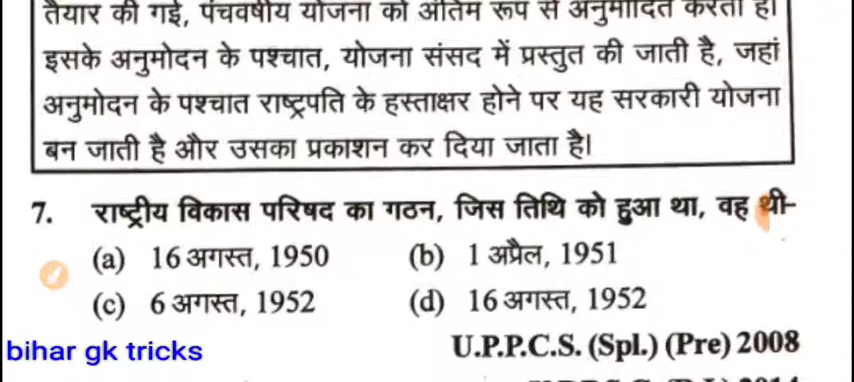 तैयार की गई, पंचवर्षीय योजना को अंतिम रूप से अनुमोदित करती है।
इसके अनुमोदन के पश्चात, योजना संसद में प्रस्तुत की जाती है, जहां
अनुमोदन के पश्चात राष्ट्रपति के हस्ताक्षर होने पर यह सरकारी योजना
बन जाती है और उसका प्रकाशन कर दिया जाता है।
7. राष्ट्रीय विकास परिषद का गठन, जिस तिथि को हुआ था, वह थी-
(a) 16 अगस्त, 1950 (b) 1 अप्रैल, 1951
(c) 6 अगस्त, 1952 (d) 16 अगस्त, 1952
bihar gk tricks U.P.P.C.S. (Spl.) (Pre) 2008